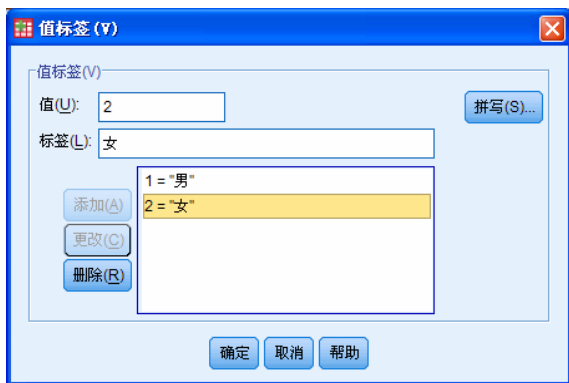 值标签(V)
值标签(V)
值(U): 2
拼写(S)...
标签(L): 女
1 = "男"
添加(A)
2 = "女"
更改(C)
删除(R)
确定 取消 帮助